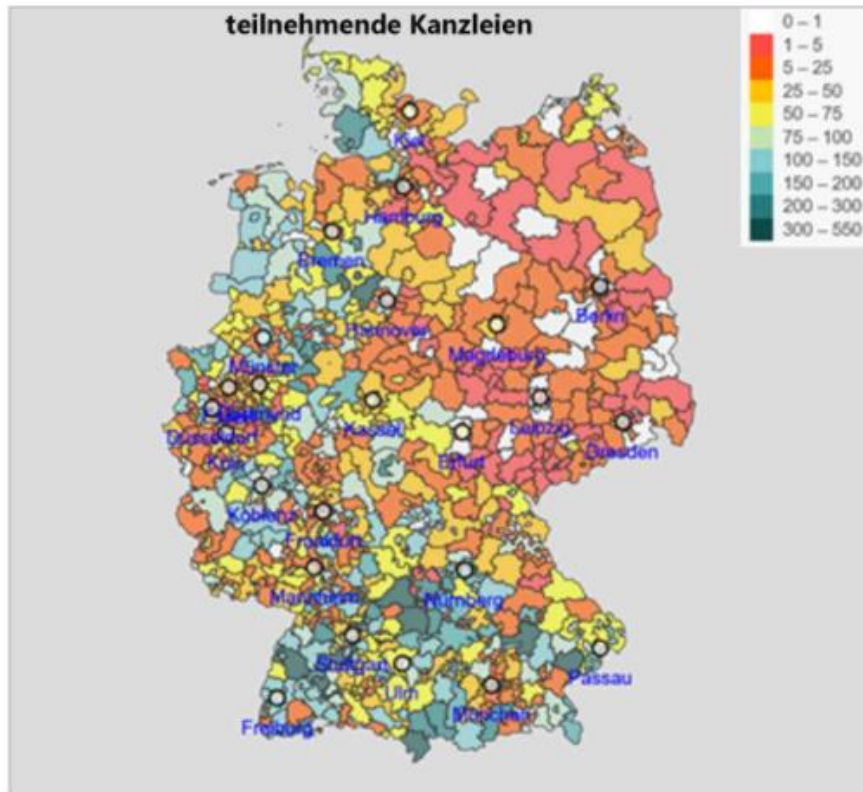 teilnehmende Kanzleien
0 – 1
1 – 5
5 – 25
25 – 50
50 – 75
75 – 100
100 – 150
150 – 200
200 – 300
300 – 550
Kiel
Hamburg
Bremen
Berlin
Hannover
Magdeburg
Münster
Dortmund
Kassel
Leipzig
Düsseldorf
Erfurt
Dresden
Köln
Koblenz
Frankfurt
Mannheim
Nürnberg
Stuttgart
Ulm
Passau
München
Freiburg